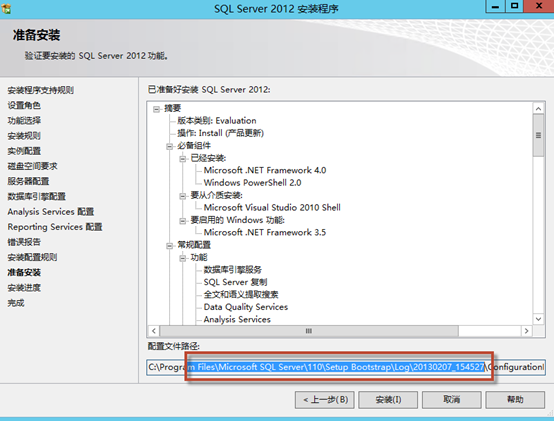 SQL Server 2012 安装程序
准备安装
验证要安装的 SQL Server 2012 功能。
安装程序支持规则
设置角色
功能选择
安装规则
实例配置
磁盘空间要求
服务器配置
数据库引擎配置
Analysis Services 配置
Reporting Services 配置
错误报告
安装配置规则
准备安装
安装进度
完成
已准备好安装 SQL Server 2012:
摘要
版本类别: Evaluation
操作: Install (产品更新)
必备组件
已经安装:
Microsoft .NET Framework 4.0
Windows PowerShell 2.0
要从介质安装:
Microsoft Visual Studio 2010 Shell
要启用的 Windows 功能:
Microsoft .NET Framework 3.5
常规配置
功能
数据库引擎服务
SQL Server 复制
全文和语义提取搜索
Data Quality Services
Analysis Services
配置文件路径:
C:\Program Files\Microsoft SQL Server\110\Setup Bootstrap\Log\20130207_154527\ConfigurationF
< 上一步(B)
安装(I)
取消
帮助